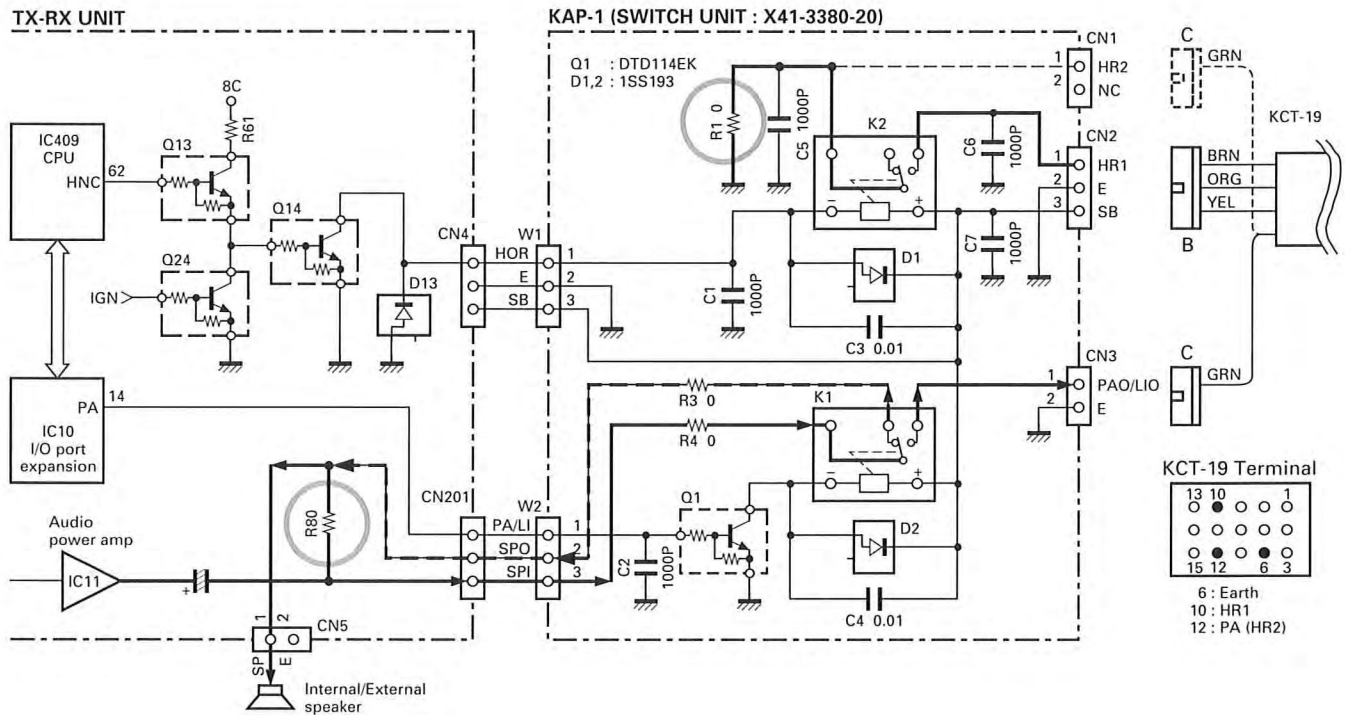 TX-RX UNIT
KAP-1 (SWITCH UNIT : X41-3380-20)
Q1 : DTD114EK
D1,2 : 1SS193
CN1
1 HR2
2 NC
C
GRN
KCT-19
8C
R61
IC409
CPU
HNC
62
Q13
Q14
Q24
IGN
D13
CN4
HOR
E
SB
W1
1
2
3
R1 0
C5
1000P
K2
C6
1000P
CN2
1 HR1
2 E
3 SB
BRN
ORG
YEL
B
C1
1000P
D1
C7
1000P
C3 0.01
PA
14
IC10
I/O port
expansion
R3 0
R4 0
K1
CN3
1 PAO/LIO
2 E
C
GRN
CN201
W2
PA/LI 1
SPO 2
SPI 3
R80
Audio
power amp
IC11
+
C2
1000P
Q1
− +
− +
D2
C4 0.01
1
2
CN5
SP
E
Internal/External
speaker
KCT-19 Terminal
13 10 1
15 12 6 3
6 : Earth
10 : HR1
12 : PA (HR2)